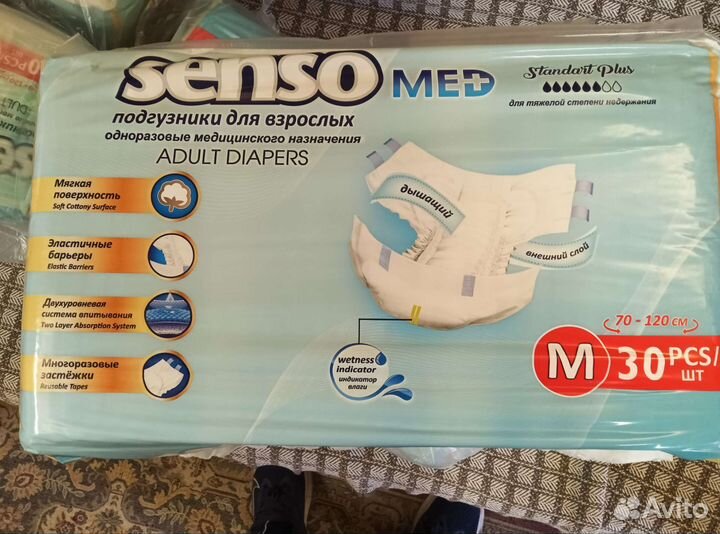 senso MED
Standart Plus
для тяжелой степени недержания
подгузники для взрослых
одноразовые медицинского назначения
ADULT DIAPERS
Мягкая
поверхность
Soft Cottony Surface
Эластичные
барьеры
Elastic Barriers
Двухуровневая
система впитывания
Two Layer Absorption System
Многоразовые
застёжки
Reusable Tapes
дышащий
внешний слой
wetness
indicator
индикатор
влаги
70 - 120 см
M 30 PCS/
шт
Avito